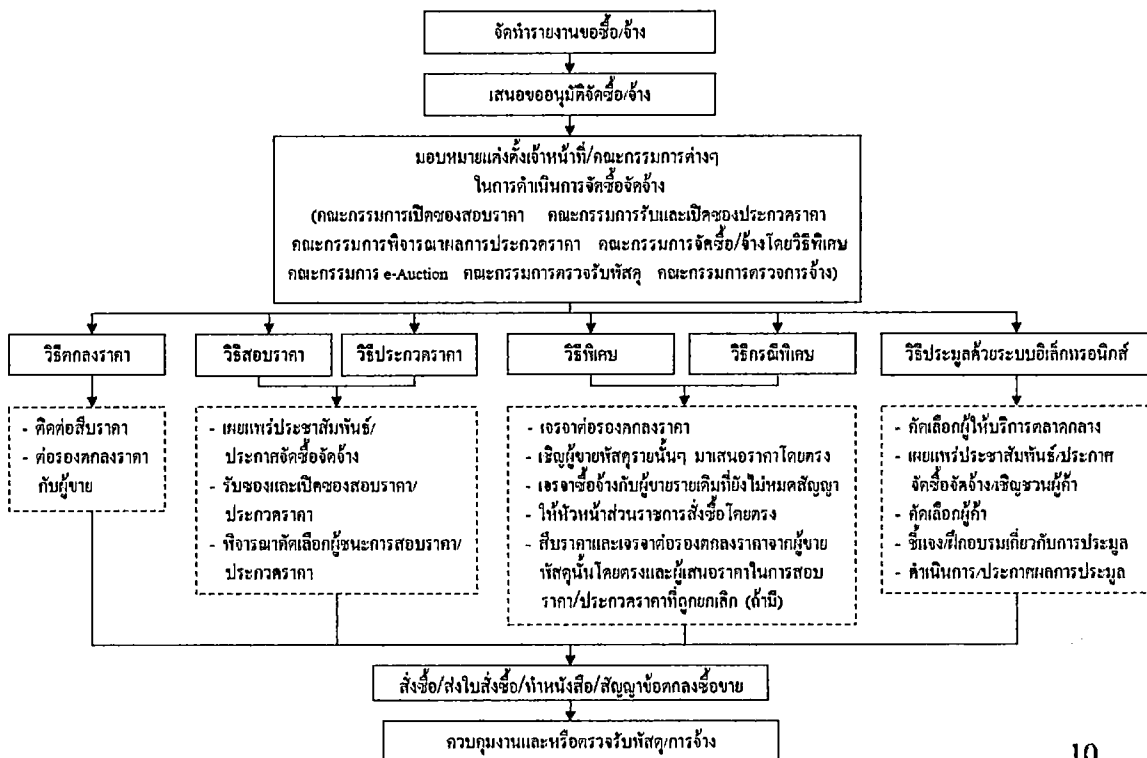 จัดทำรายงานขอซื้อ/จ้าง
เสนอขออนุมัติจัดซื้อ/จ้าง
มอบหมายแต่งตั้งเจ้าหน้าที่/คณะกรรมการต่างๆ
ในการดำเนินการจัดซื้อจัดจ้าง
(คณะกรรมการเปิดซองสอบราคา คณะกรรมการรับและเปิดซองประกวดราคา
คณะกรรมการพิจารณาผลการประกวดราคา คณะกรรมการจัดซื้อ/จ้างโดยวิธีพิเศษ
คณะกรรมการ e-Auction คณะกรรมการตรวจรับพัสดุ คณะกรรมการตรวจการจ้าง)
วิธีตกลงราคา
วิธีสอบราคา
วิธีประกวดราคา
วิธีพิเศษ
วิธีกรณีพิเศษ
วิธีประมูลด้วยระบบอิเล็กทรอนิกส์
- ติดต่อสืบราคา
- ต่อรองตกลงราคา
กับผู้ขาย
- เผยแพร่ประชาสัมพันธ์/
ประกาศจัดซื้อจัดจ้าง
- รับซองและเปิดซองสอบราคา/
ประกวดราคา
- พิจารณาคัดเลือกผู้ชนะการสอบราคา/
ประกวดราคา
- เจรจาต่อรองตกลงราคา
- เชิญผู้ขายพัสดุรายนั้นๆ มาเสนอราคาโดยตรง
- เจรจาซื้อจ้างกับผู้ขายรายเดิมที่ยังไม่หมดสัญญา
- ให้หัวหน้าส่วนราชการสั่งซื้อโดยตรง
- สืบราคาและเจรจาต่อรองตกลงราคาจากผู้ขาย
พัสดุนั้นโดยตรงและผู้เสนอราคาในการสอบ
ราคา/ประกวดราคาที่ถูกยกเลิก (ถ้ามี)
- คัดเลือกผู้ให้บริการตลาดกลาง
- เผยแพร่ประชาสัมพันธ์/ประกาศ
จัดซื้อจัดจ้าง/เชิญชวนผู้ค้า
- คัดเลือกผู้ค้า
- ชี้แจง/ฝึกอบรมเกี่ยวกับการประมูล
- ดำเนินการ/ประกาศผลการประมูล
สั่งซื้อ/ส่งใบสั่งซื้อ/ทำหนังสือ/สัญญาข้อตกลงซื้อขาย
ควบคุมงานและหรือตรวจรับพัสดุ/การจ้าง
10